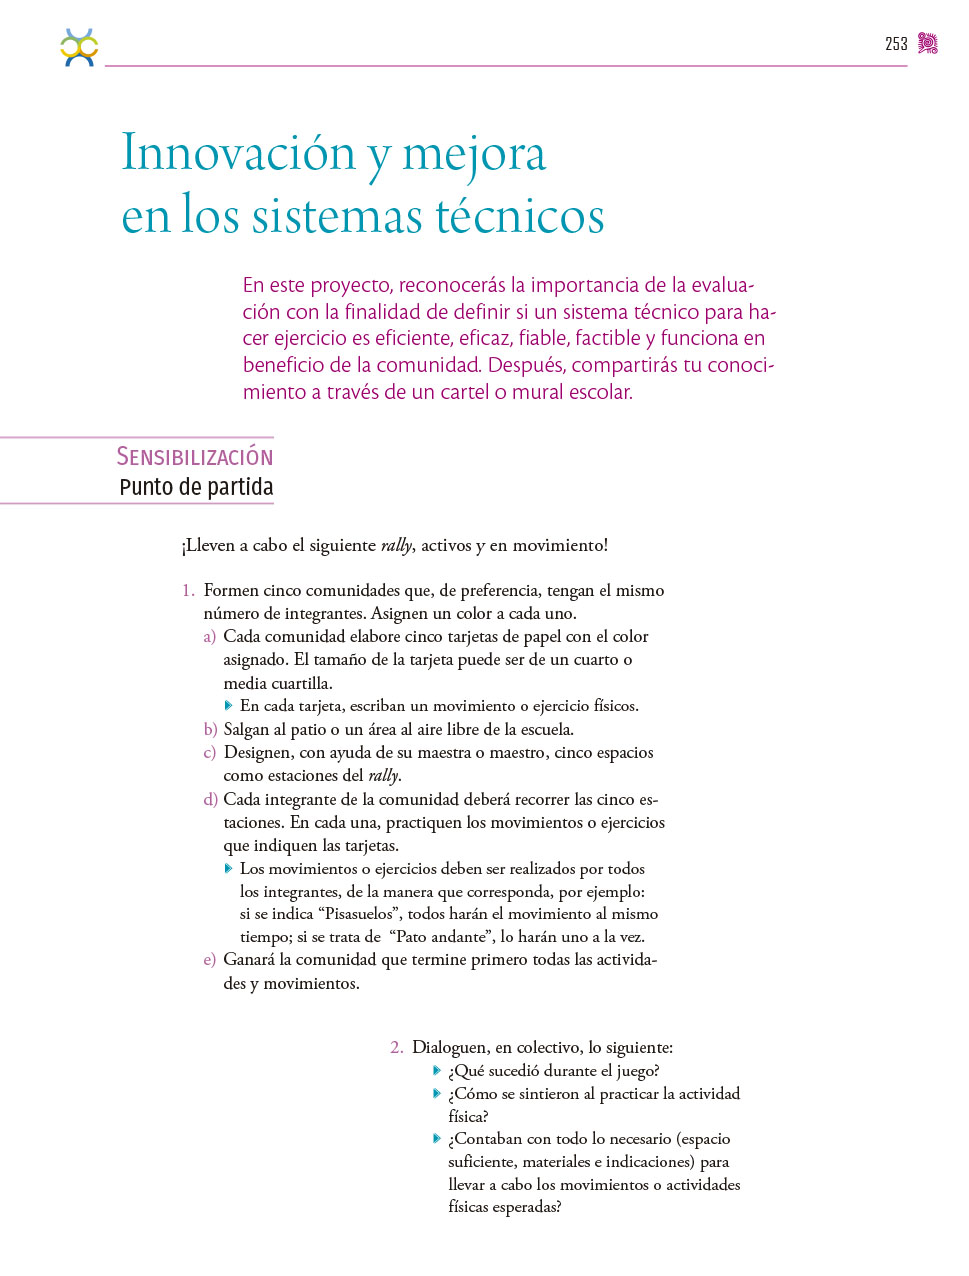 253
Innovación y mejora
en los sistemas técnicos
En este proyecto, reconocerás la importancia de la evalua-
ción con la finalidad de definir si un sistema técnico para ha-
cer ejercicio es eficiente, eficaz, fiable, factible y funciona en
beneficio de la comunidad. Después, compartirás tu conoci-
miento a través de un cartel o mural escolar.
Sensibilización
Punto de partida
¡Lleven a cabo el siguiente rally, activos y en movimiento!
1. Formen cinco comunidades que, de preferencia, tengan el mismo
número de integrantes. Asignen un color a cada uno.
a) Cada comunidad elabore cinco tarjetas de papel con el color
asignado. El tamaño de la tarjeta puede ser de un cuarto o
media cuartilla.
En cada tarjeta, escriban un movimiento o ejercicio físicos.
b) Salgan al patio o un área al aire libre de la escuela.
c) Designen, con ayuda de su maestra o maestro, cinco espacios
como estaciones del rally.
d) Cada integrante de la comunidad deberá recorrer las cinco es-
taciones. En cada una, practiquen los movimientos o ejercicios
que indiquen las tarjetas.
Los movimientos o ejercicios deben ser realizados por todos
los integrantes, de la manera que corresponda, por ejemplo:
si se indica “Pisasuelos”, todos harán el movimiento al mismo
tiempo; si se trata de “Pato andante”, lo harán uno a la vez.
e) Ganará la comunidad que termine primero todas las activida-
des y movimientos.
2. Dialoguen, en colectivo, lo siguiente:
¿Qué sucedió durante el juego?
¿Cómo se sintieron al practicar la actividad
física?
¿Contaban con todo lo necesario (espacio
suficiente, materiales e indicaciones) para
llevar a cabo los movimientos o actividades
físicas esperadas?